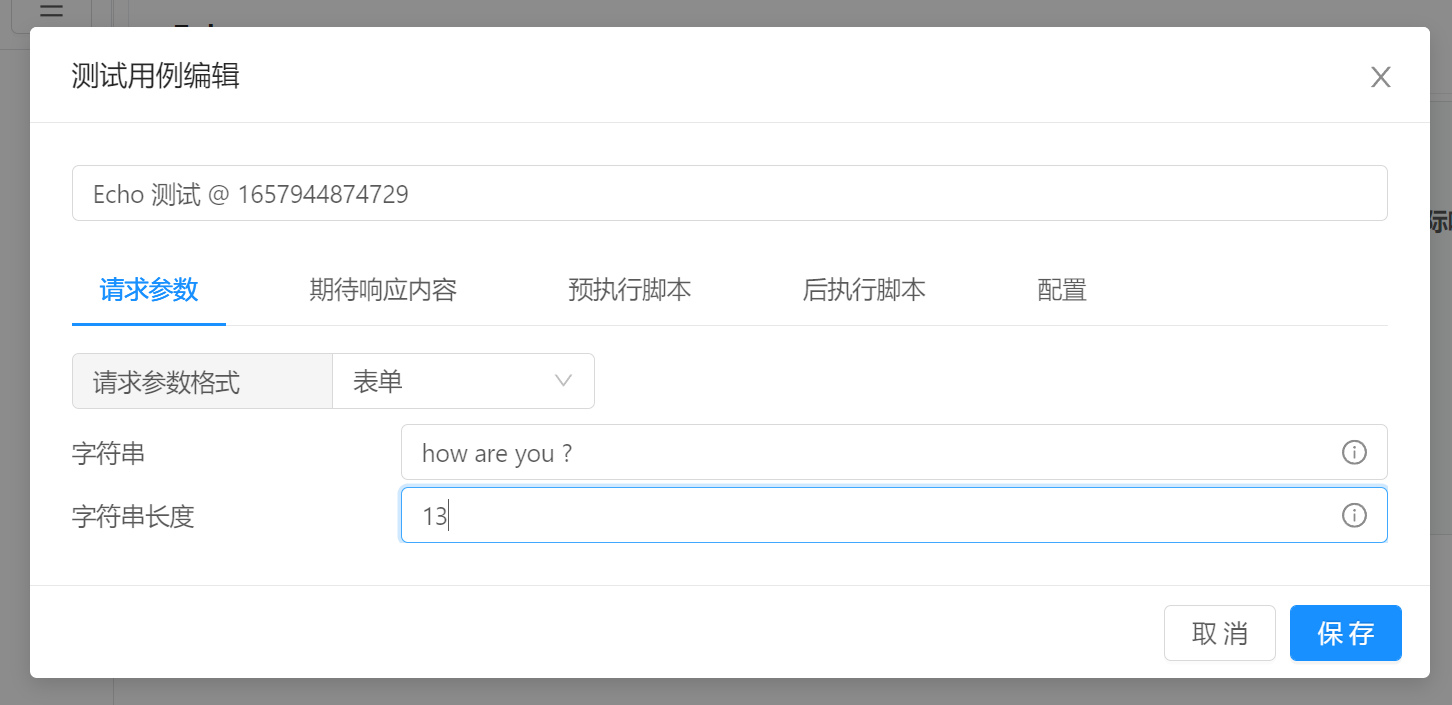 测试用例编辑
Echo 测试 @ 1657944874729
请求参数 期待响应内容 预执行脚本 后执行脚本 配置
请求参数格式 表单
字符串 how are you ?
字符串长度 13
取 消 保 存